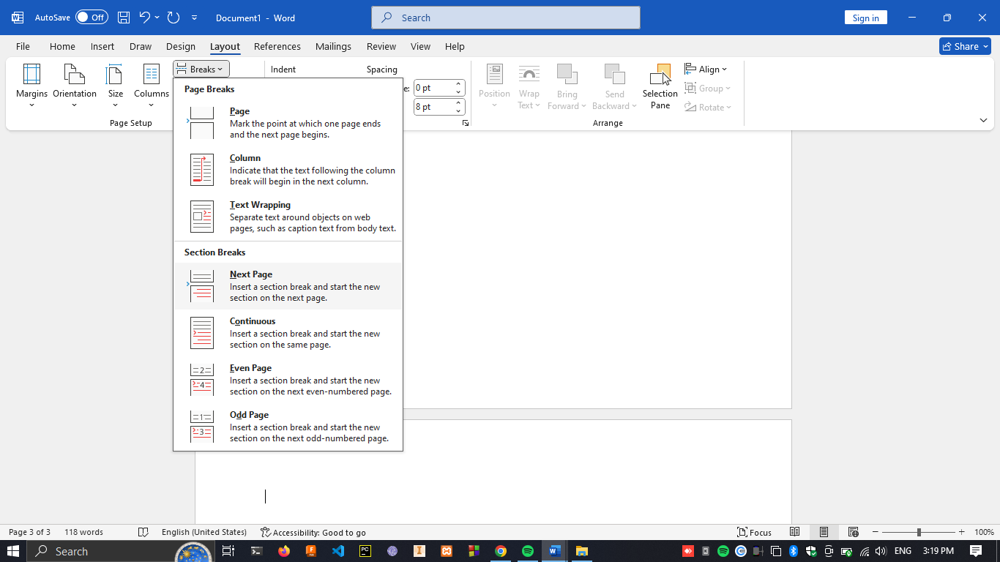 AutoSave Off Document1 - Word Search Sign in
File Home Insert Draw Design Layout References Mailings Review View Help Share
Margins Orientation Size Columns Breaks
Page Setup
Indent Spacing
0 pt
8 pt
Position Wrap Text Bring Forward Send Backward Selection Pane Align
Group
Rotate
Arrange
Page Breaks
Page
Mark the point at which one page ends
and the next page begins.
Column
Indicate that the text following the column
break will begin in the next column.
Text Wrapping
Separate text around objects on web
pages, such as caption text from body text.
Section Breaks
Next Page
Insert a section break and start the new
section on the next page.
Continuous
Insert a section break and start the new
section on the same page.
Even Page
=2=
4
Insert a section break and start the new
section on the next even-numbered page.
Odd Page
=1=
3
Insert a section break and start the new
section on the next odd-numbered page.
Page 3 of 3 118 words English (United States) Accessibility: Good to go Focus 100%
Search ENG 3:19 PM